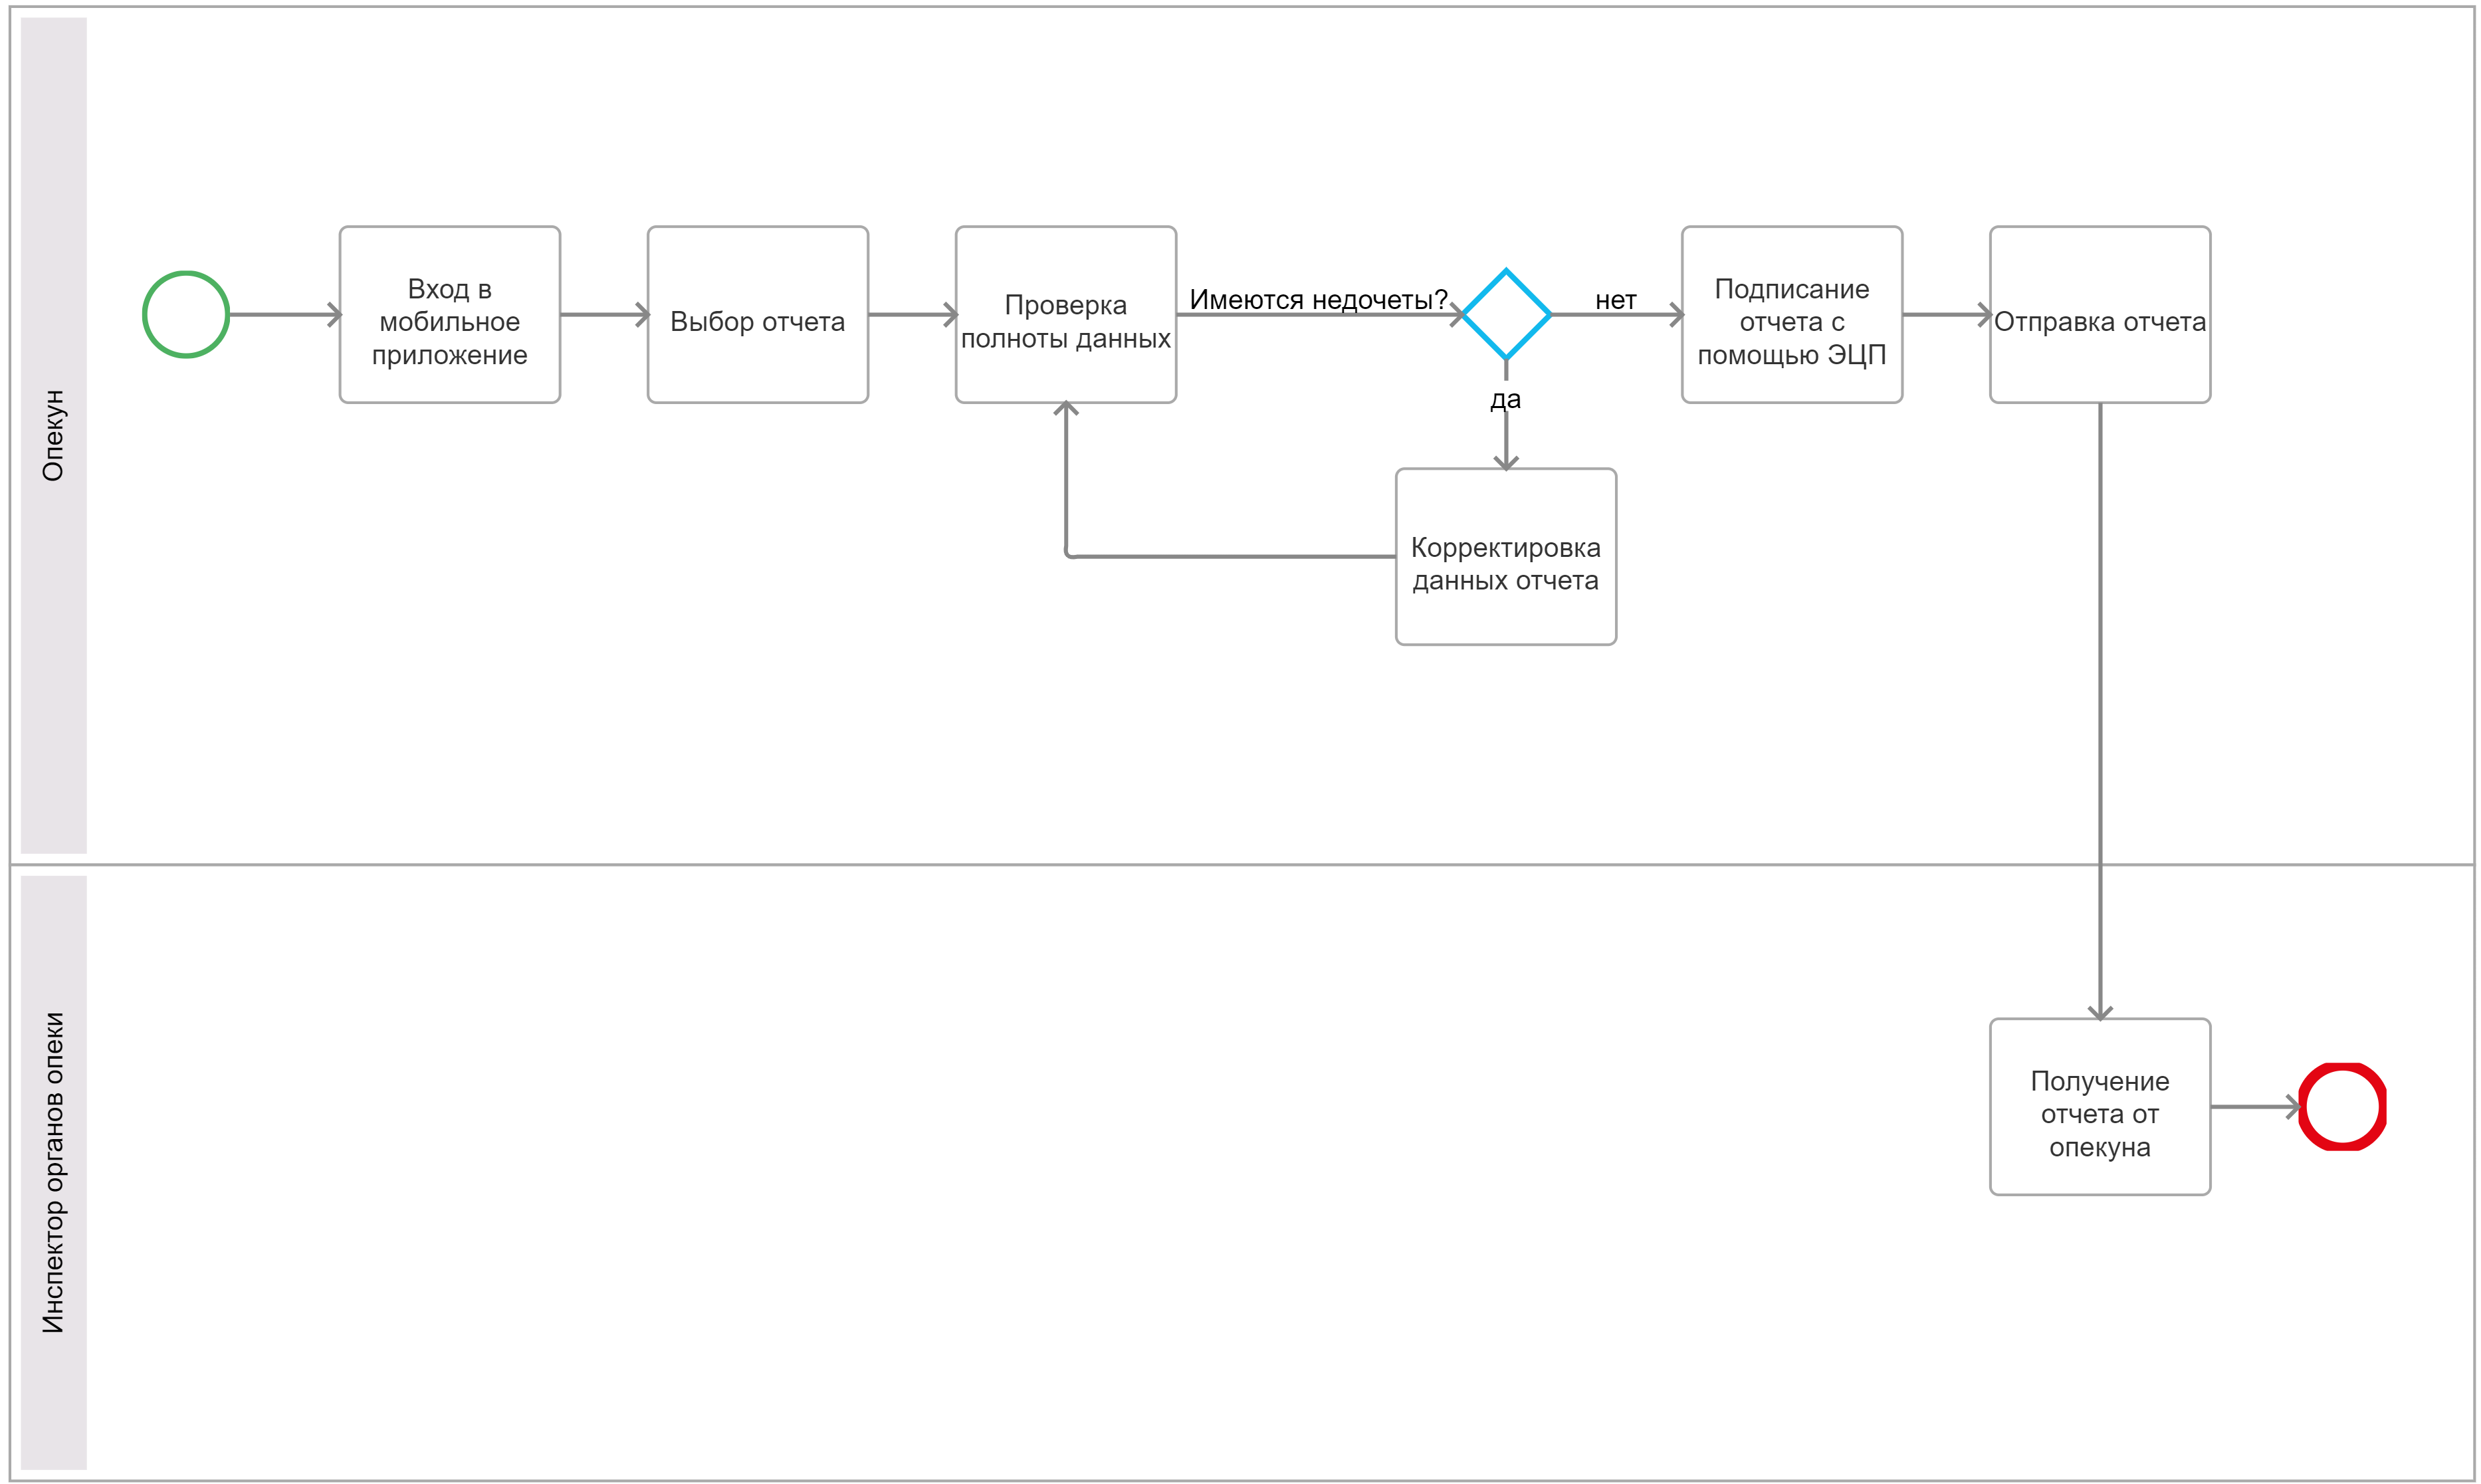 Опекун
Вход в
мобильное
приложение
Выбор отчета
Проверка
полноты данных
Имеются недочеты?
нет
да
Корректировка
данных отчета
Подписание
отчета с
помощью ЭЦП
Отправка отчета
Инспектор органов опеки
Получение
отчета от
опекуна